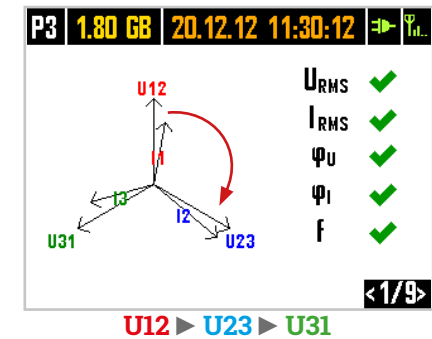 P3 1.80 GB 20.12.12 11:30:12
U12
URMS
IRMS
I1
φU
I3
φI
I2
U31
U23
f
<1/9>
U12 ▶ U23 ▶ U31